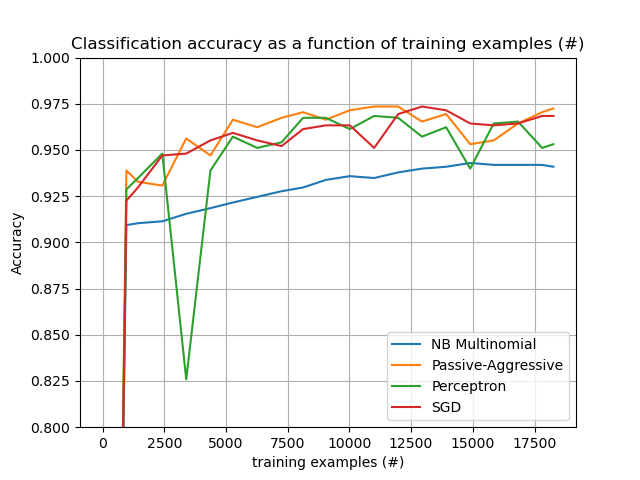 Classification accuracy as a function of training examples (#)
1.000
0.975
0.950
0.925
0.900
0.875
0.850
0.825
0.800
Accuracy
NB Multinomial
Passive-Aggressive
Perceptron
SGD
0 2500 5000 7500 10000 12500 15000 17500
training examples (#)